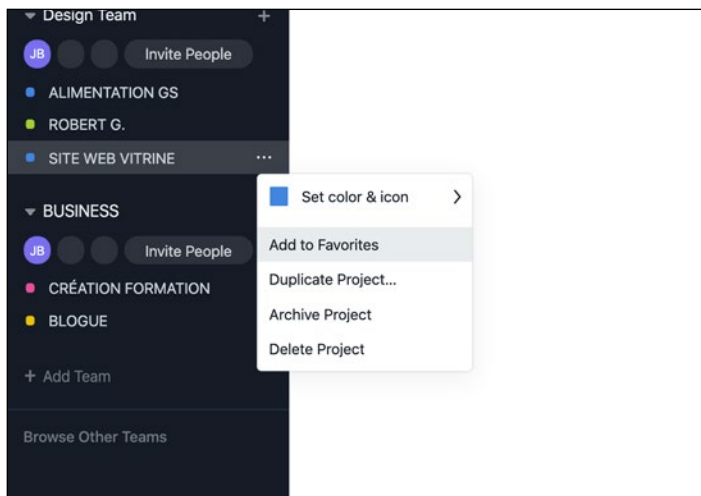 Design Team +
JB Invite People
ALIMENTATION GS
ROBERT G.
SITE WEB VITRINE ...
Set color & icon
Add to Favorites
Duplicate Project...
Archive Project
Delete Project
BUSINESS
JB Invite People
CRÉATION FORMATION
BLOGUE
+ Add Team
Browse Other Teams